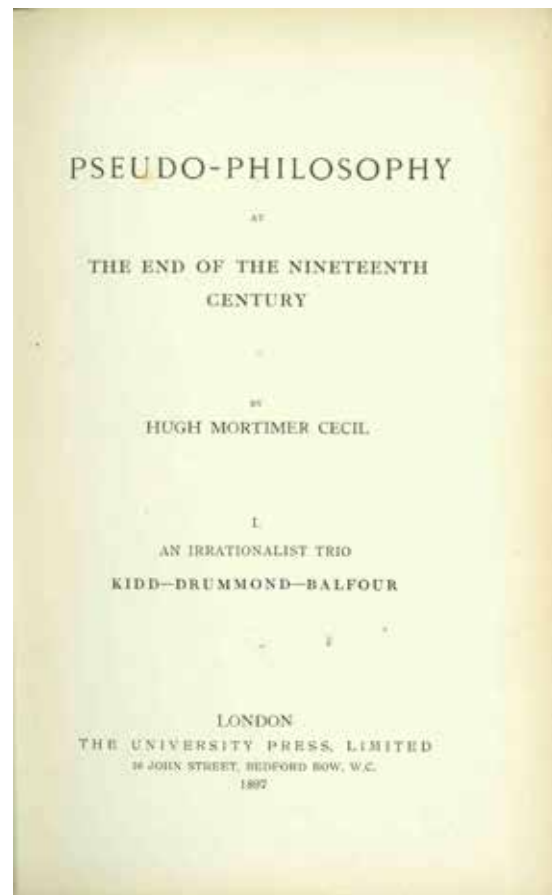 PSEUDO-PHILOSOPHY
AT
THE END OF THE NINETEENTH
CENTURY
BY
HUGH MORTIMER CECIL
I.
AN IRRATIONALIST TRIO
KIDD—DRUMMOND—BALFOUR
LONDON
THE UNIVERSITY PRESS, LIMITED
JOHN STREET, BEDFORD ROW, W.C.
1897